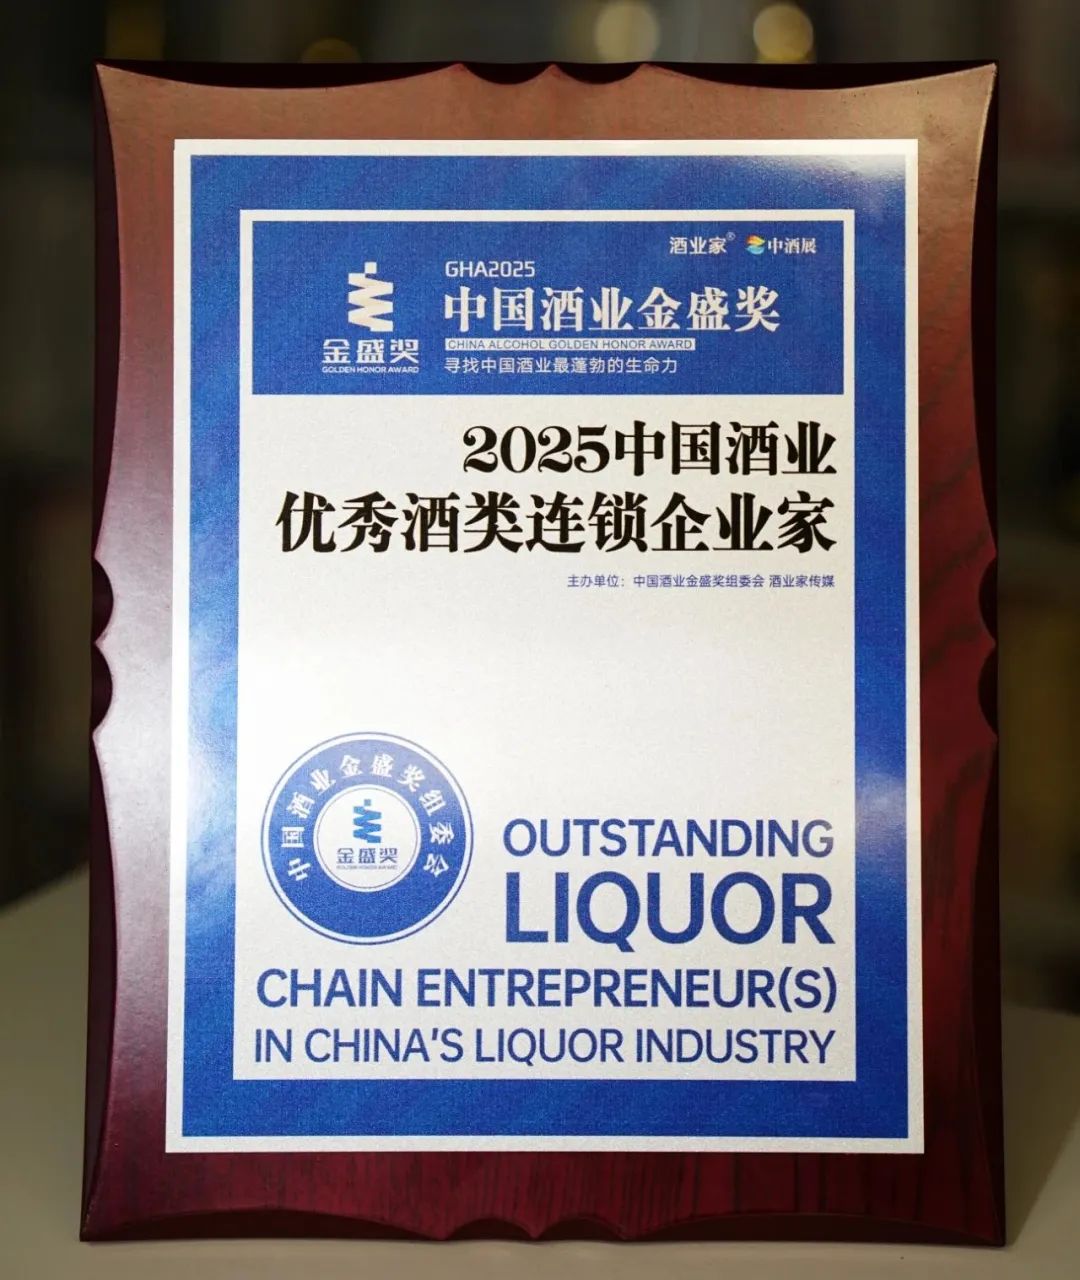 酒业家® 中酒展
GHA2025
中国酒业金盛奖
CHINA ALCOHOL GOLDEN HONOR AWARD
寻找中国酒业最蓬勃的生命力
金盛奖
GOLDEN HONOR AWARD
2025中国酒业
优秀酒类连锁企业家
主办单位：中国酒业金盛奖组委会 酒业家传媒
中国酒业金盛奖组委会
金盛奖
GOLDEN HONOR AWARD
OUTSTANDING
LIQUOR
CHAIN ENTREPRENEUR(S)
IN CHINA'S LIQUOR INDUSTRY